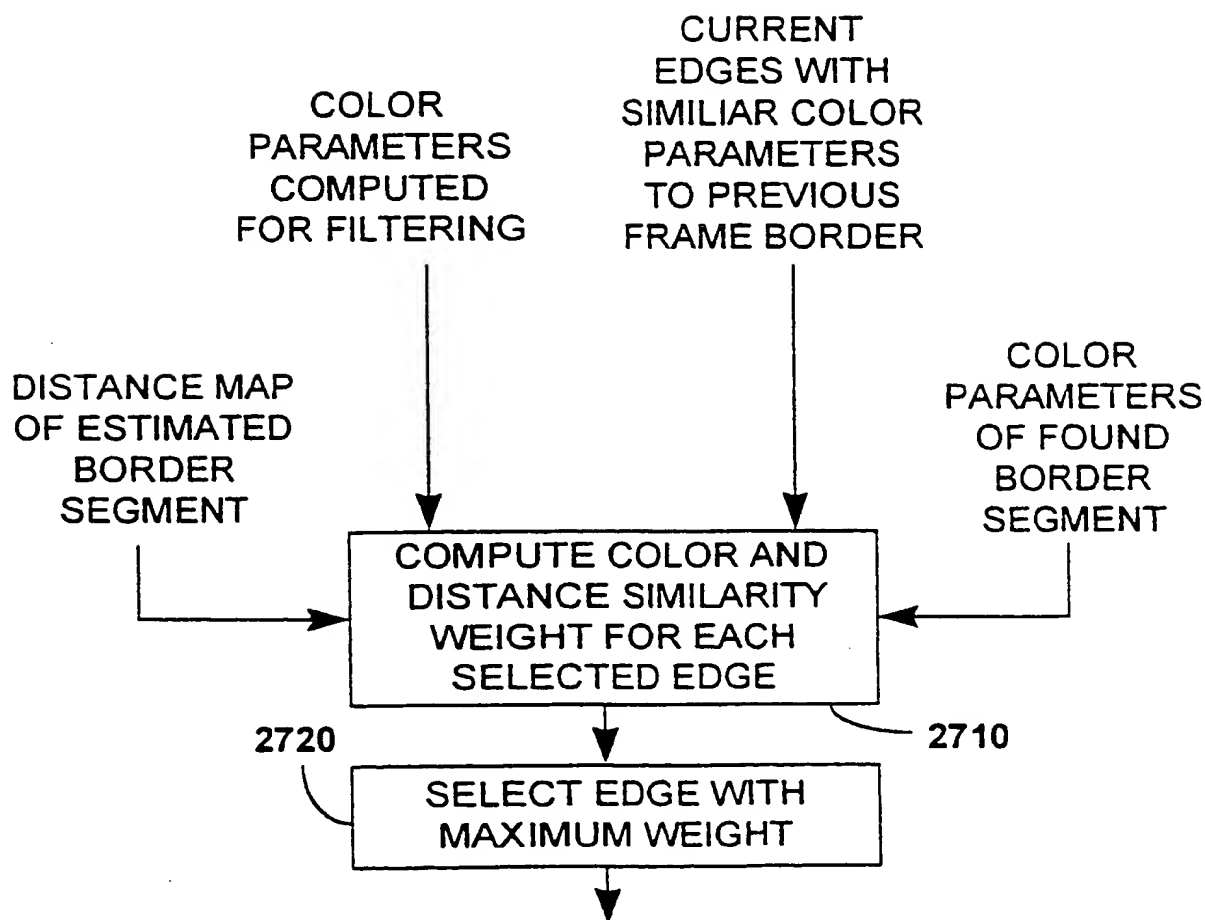 COLOR
PARAMETERS
COMPUTED
FOR FILTERING
CURRENT
EDGES WITH
SIMILIAR COLOR
PARAMETERS
TO PREVIOUS
FRAME BORDER
DISTANCE MAP
OF ESTIMATED
BORDER
SEGMENT
COLOR
PARAMETERS
OF FOUND
BORDER
SEGMENT
COMPUTE COLOR AND
DISTANCE SIMILARITY
WEIGHT FOR EACH
SELECTED EDGE
2710
2720
SELECT EDGE WITH
MAXIMUM WEIGHT